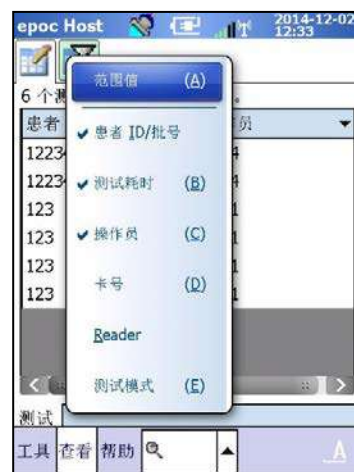 epoc Host 2014-12-02
12:33
6 个测
患者 员
范围值 (A)
✔ 患者 ID/批号
✔ 测试耗时 (B)
✔ 操作员 (C)
卡号 (D)
Reader
测试模式 (E)
1223 4
1223 4
123 1
123 1
123 1
123 1
测试
工具 查看 帮助 A